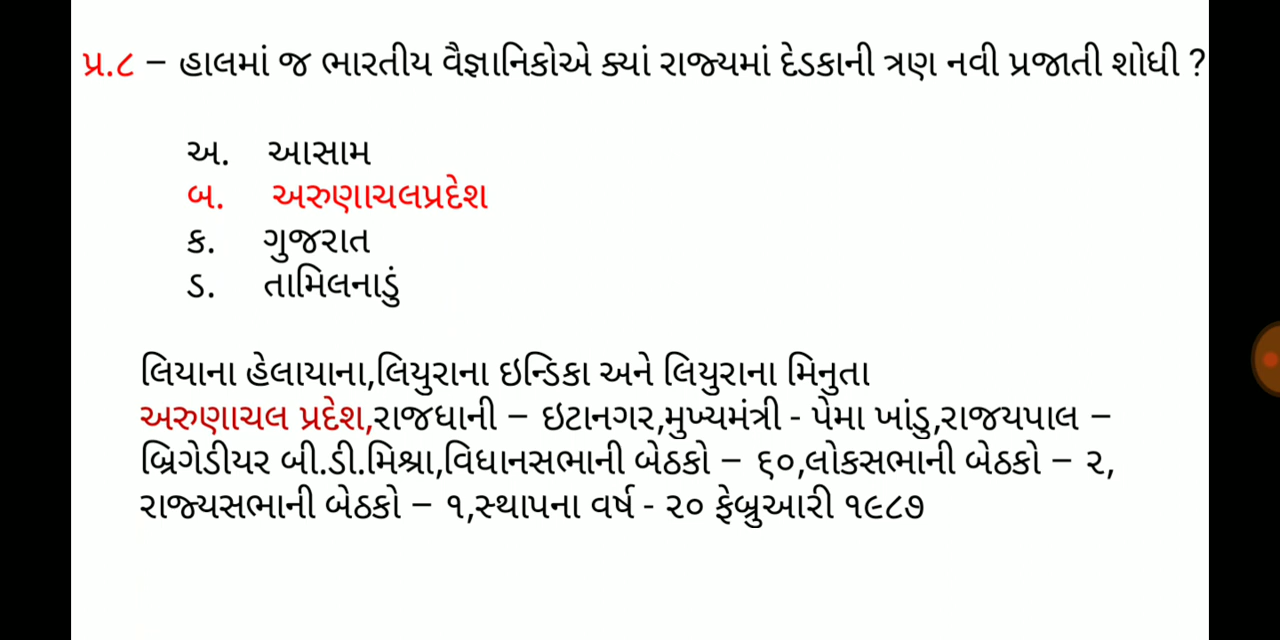 પ્ર.૮ – હાલમાં જ ભારતીય વૈજ્ઞાનિકોએ ક્યાં રાજ્યમાં દેડકાની ત્રણ નવી પ્રજાતી શોધી ?
અ. આસામ
બ. અરુણાચલપ્રદેશ
ક. ગુજરાત
ડ. તામિલનાડું
લિયાના હેલાયાના,લિયુરાના ઇન્ડિકા અને લિયુરાના મિનુતા
અરુણાચલ પ્રદેશ,રાજધાની – ઇટાનગર,મુખ્યમંત્રી - પેમા ખાંડુ,રાજયપાલ –
બ્રિગેડીયર બી.ડી.મિશ્રા,વિધાનસભાની બેઠકો – ૬૦,લોકસભાની બેઠકો – ૨,
રાજ્યસભાની બેઠકો – ૧,સ્થાપના વર્ષ - ૨૦ ફેબ્રુઆરી ૧૯૮૭